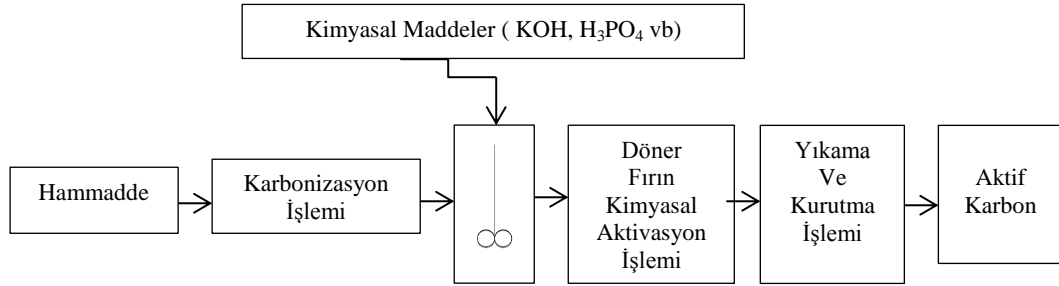 Kimyasal Maddeler ( KOH, H₃PO₄ vb)
Hammadde
Karbonizasyon
İşlemi
Döner
Fırın
Kimyasal
Aktivasyon
İşlemi
Yıkama
Ve
Kurutma
İşlemi
Aktif
Karbon